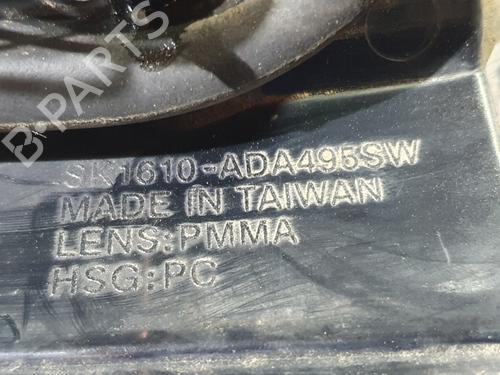 B-PARTS
SK1610-ADA495SW
MADE IN TAIWAN
LENS:PMMA
HSG:PC